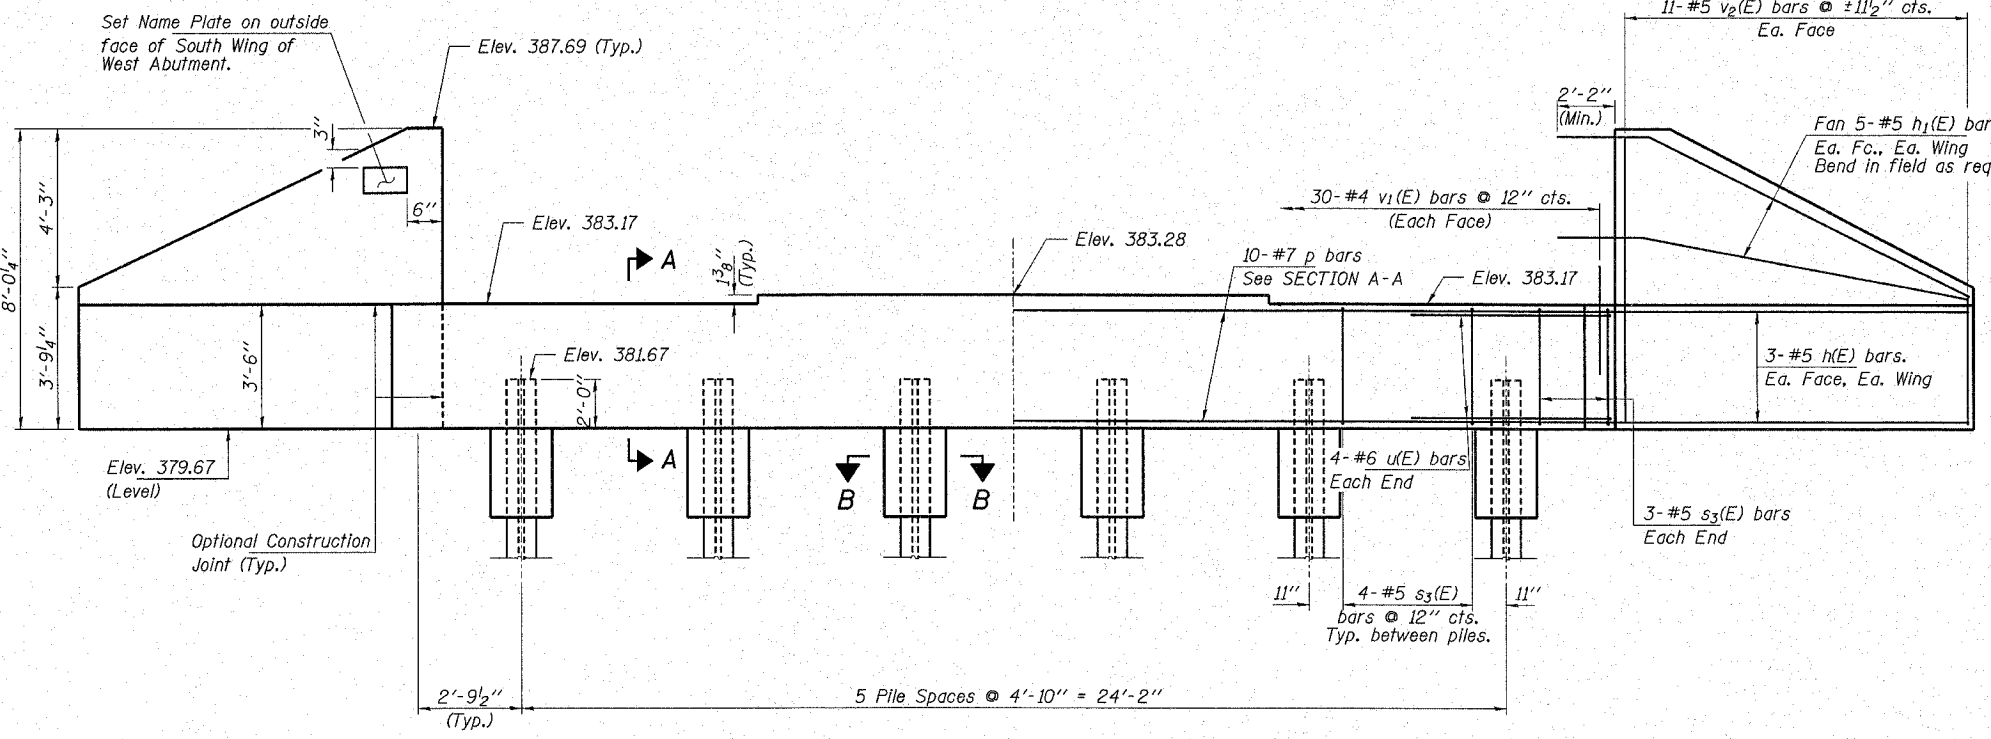 Set Name Plate on outside
face of South Wing of
West Abutment.
Elev. 387.69 (Typ.)
11-#5 v2(E) bars @ ±11½" cts.
Ea. Face
2'-2"
(Min.)
Fan 5-#5 h1(E) bar
Ea. Fc., Ea. Wing
Bend in field as req
3"
6"
4'-3"
8'-0¼"
3'-9¼"
3'-6"
Elev. 383.17
A
1⅜"
(Typ.)
Elev. 383.28
30-#4 v1(E) bars @ 12" cts.
(Each Face)
10-#7 p bars
See SECTION A-A
Elev. 383.17
Elev. 381.67
2'-0"
3-#5 h(E) bars.
Ea. Face, Ea. Wing
Elev. 379.67
(Level)
A
B
B
4-#6 u(E) bars
Each End
3-#5 s3(E) bars
Each End
Optional Construction
Joint (Typ.)
11"
4-#5 s3(E)
bars @ 12" cts.
Typ. between piles.
11"
2'-9½"
(Typ.)
5 Pile Spaces @ 4'-10" = 24'-2"